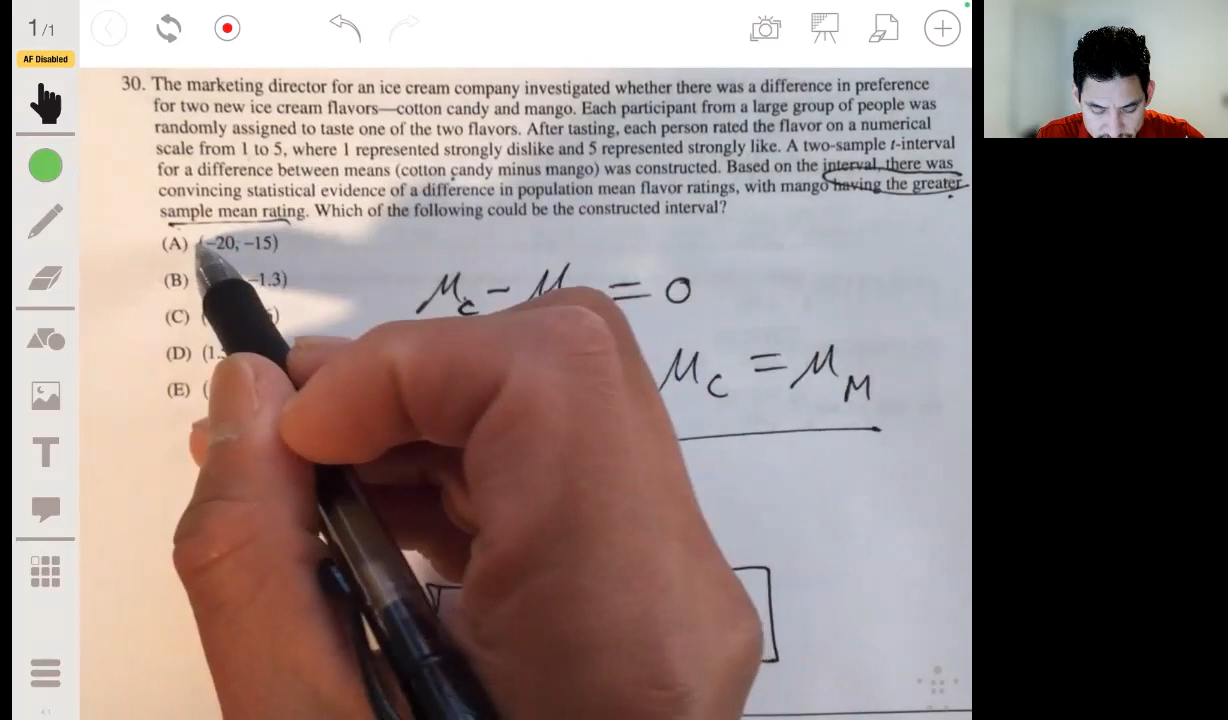 1/1
AF Disabled
30. The marketing director for an ice cream company investigated whether there was a difference in preference
for two new ice cream flavors—cotton candy and mango. Each participant from a large group of people was
randomly assigned to taste one of the two flavors. After tasting, each person rated the flavor on a numerical
scale from 1 to 5, where 1 represented strongly dislike and 5 represented strongly like. A two-sample t-interval
for a difference between means (cotton candy minus mango) was constructed. Based on the interval, there was
convincing statistical evidence of a difference in population mean flavor ratings, with mango having the greater
sample mean rating. Which of the following could be the constructed interval?
(A) (–20, –15)
(B) –1.3)
(C) (
(D) (1.
(E) (
μc – μ = 0
μC = μM
T